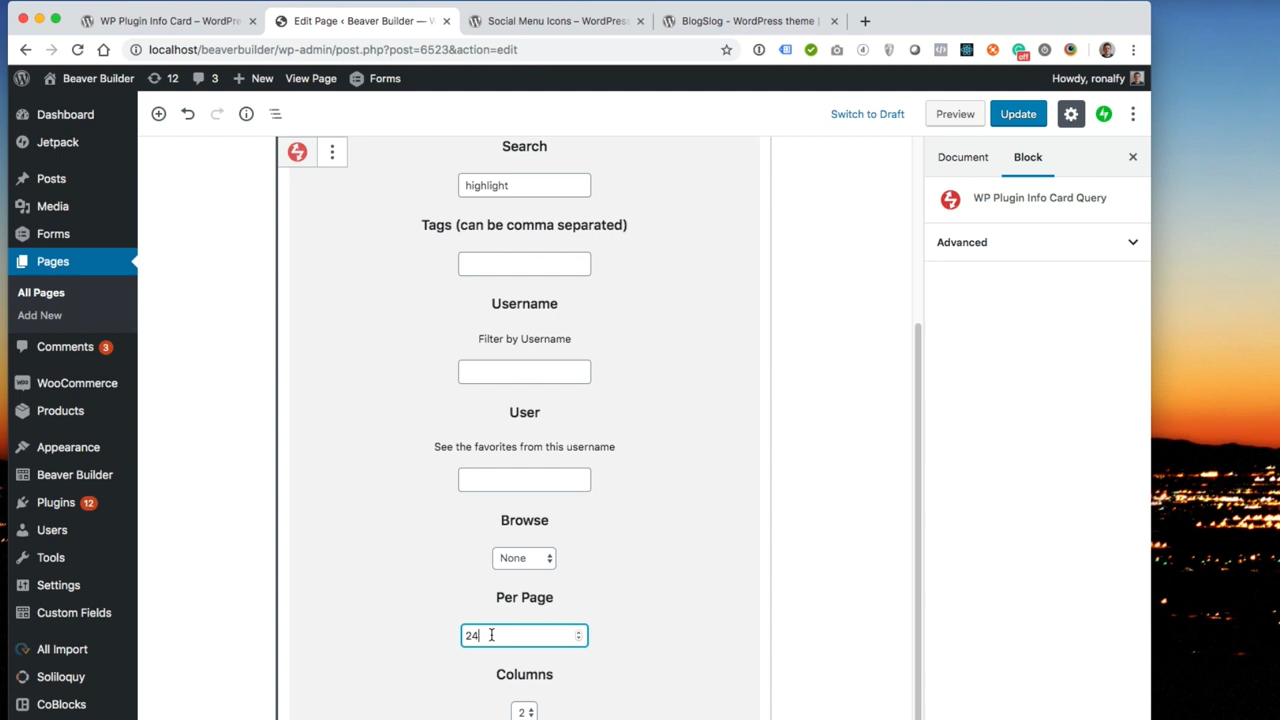 WP Plugin Info Card – WordPre
Edit Page ‹ Beaver Builder — W
Social Menu Icons – WordPress
BlogSlog - WordPress theme |
localhost/beaverbuilder/wp-admin/post.php?post=6523&action=edit
off
Beaver Builder
12
3
New
View Page
Forms
Howdy, ronalfy
Dashboard
Jetpack
Posts
Media
Forms
Pages
All Pages
Add New
Comments 3
WooCommerce
Products
Appearance
Beaver Builder
Plugins 12
Users
Tools
Settings
Custom Fields
All Import
Soliloquy
CoBlocks
Switch to Draft
Preview
Update
Search
highlight
Tags (can be comma separated)
Username
Filter by Username
User
See the favorites from this username
Browse
None
Per Page
24
Columns
2
Document
Block
WP Plugin Info Card Query
Advanced